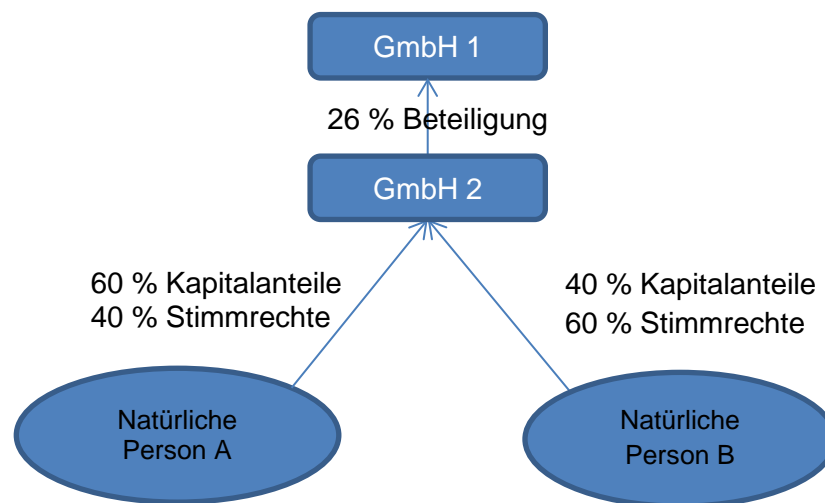 GmbH 1
26 % Beteiligung
GmbH 2
60 % Kapitalanteile
40 % Stimmrechte
40 % Kapitalanteile
60 % Stimmrechte
Natürliche
Person A
Natürliche
Person B